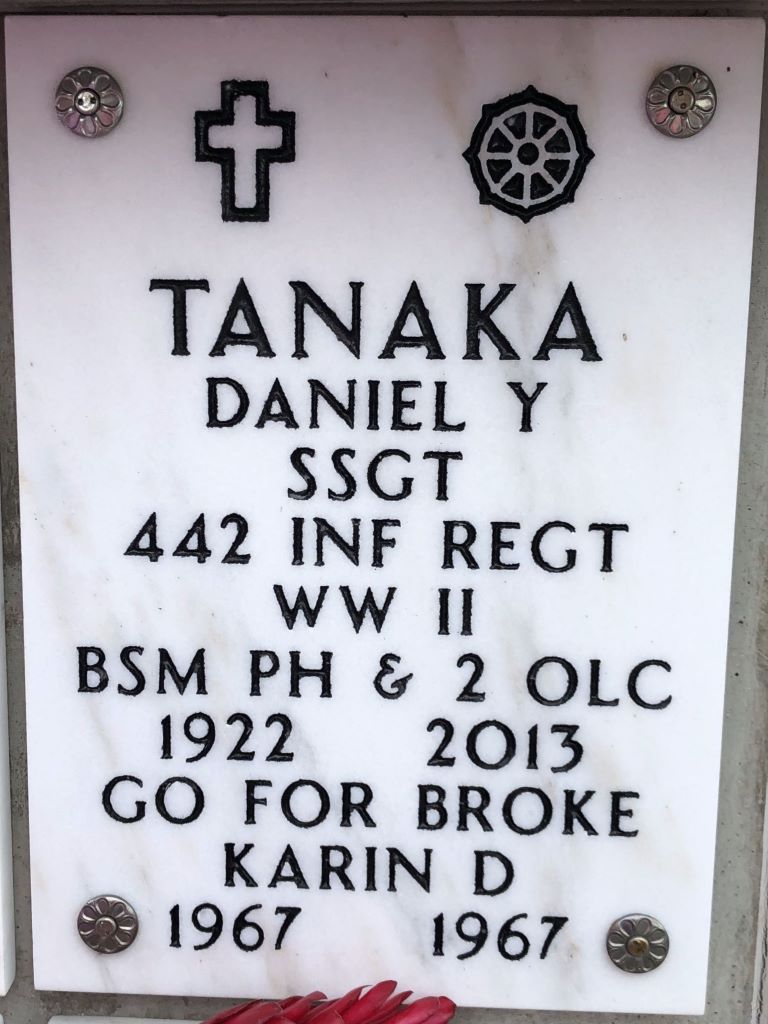 TANAKA
DANIEL Y
SSGT
442 INF REGT
WW II
BSM PH & 2 OLC
1922 2013
GO FOR BROKE
KARIN D
1967 1967